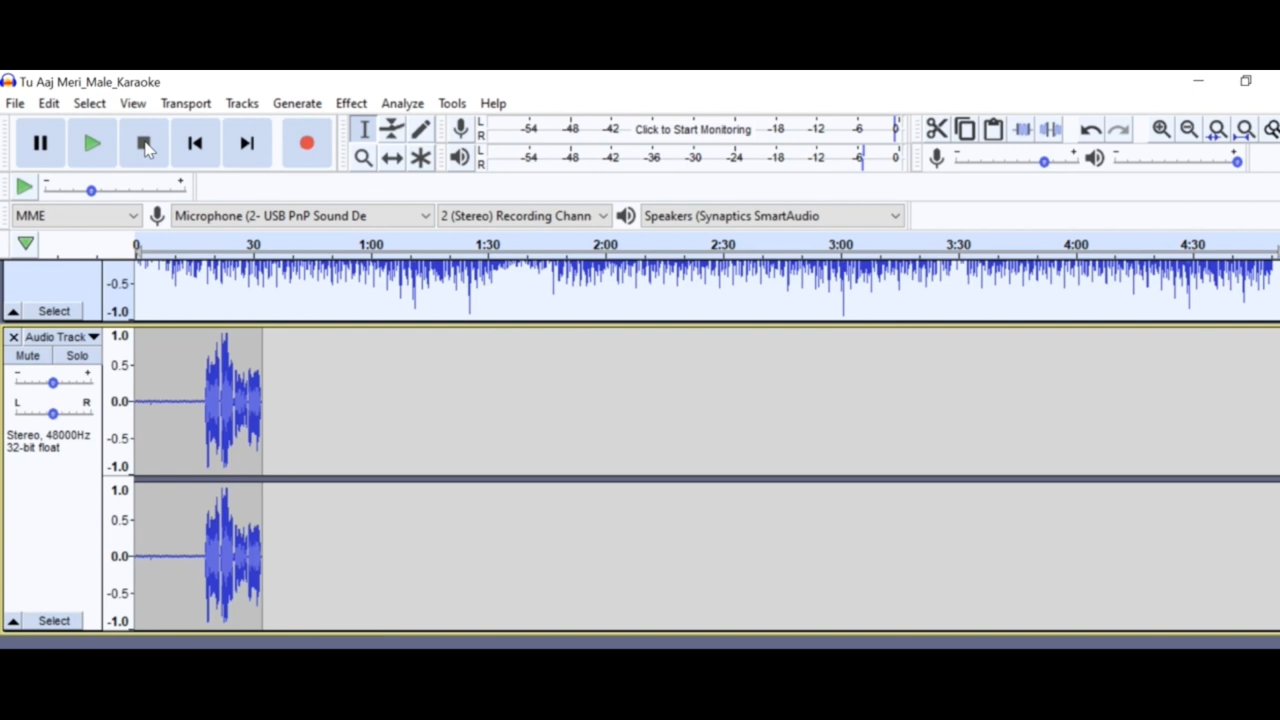 Tu Aaj Meri_Male_Karaoke
File Edit Select View Transport Tracks Generate Effect Analyze Tools Help
L R -54 -48 -42 Click to Start Monitoring -18 -12 -6 0
L R -54 -48 -42 -36 -30 -24 -18 -12 -6 0
- + - +
- +
MME Microphone (2- USB PnP Sound De 2 (Stereo) Recording Chann Speakers (Synaptics SmartAudio
0 30 1:00 1:30 2:00 2:30 3:00 3:30 4:00 4:30
-0.5
Select -1.0
X Audio Track 1.0
Mute Solo
- + 0.5
L R 0.0
Stereo, 48000Hz -0.5
32-bit float
-1.0
1.0
0.5
0.0
-0.5
Select -1.0